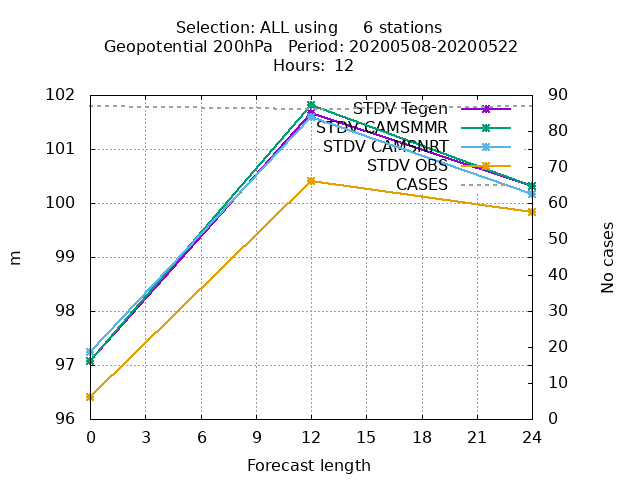 Selection: ALL using     6 stations
Geopotential 200hPa   Period: 20200508-20200522
Hours: 12
102
101
100
99
98
97
96
m
90
80
70
60
50
40
30
20
10
0
No cases
STDV Tegen
STDV CAMSMMR
STDV CAMSNRT
STDV OBS
CASES
0 3 6 9 12 15 18 21 24
Forecast length